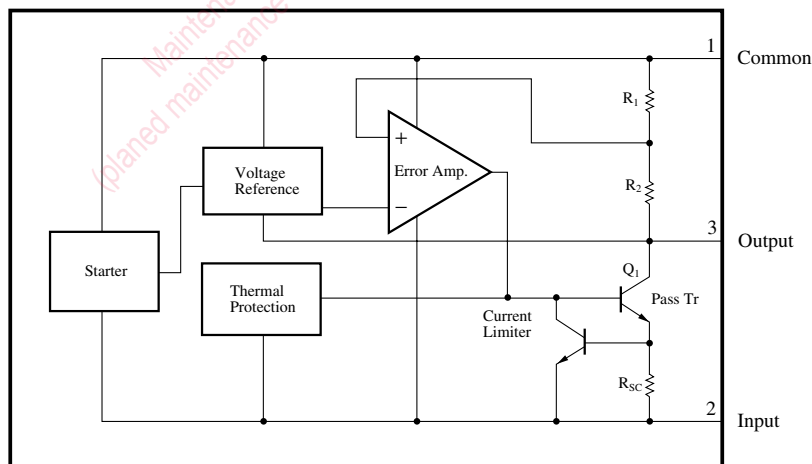 Maintenance
(planed maintenance
1
Common
R1
+
Voltage
Reference
Error Amp.
R2
−
3
Output
Starter
Q1
Thermal
Protection
Pass Tr
Current
Limiter
RSC
2
Input